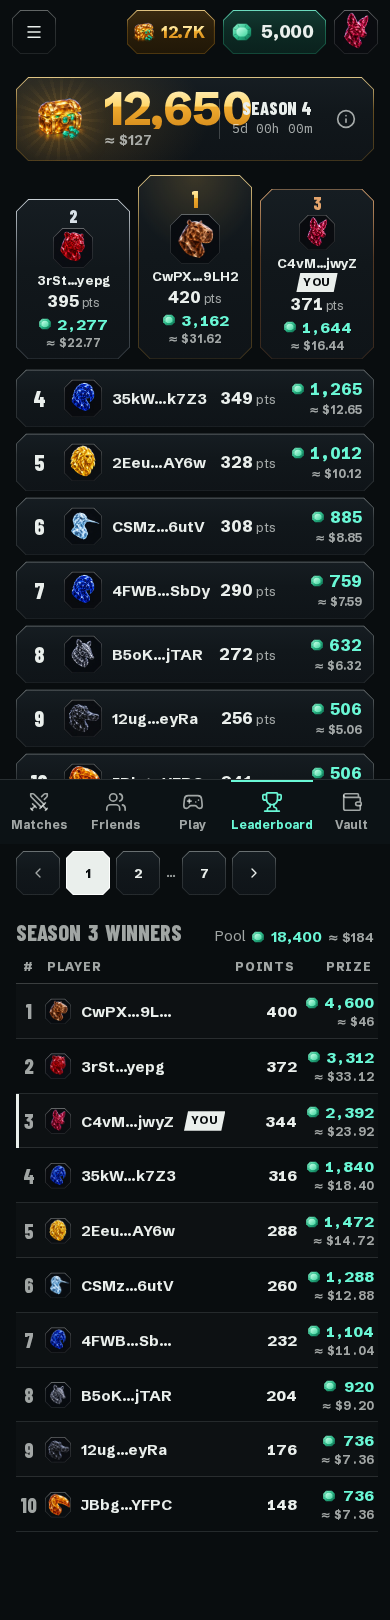 12.7K
5,000
12,650
≈ $127
SEASON 4
5d 00h 00m
2
3rSt...yepg
395 pts
2,277
≈ $22.77
1
CwPX...9LH2
420 pts
3,162
≈ $31.62
3
C4vM...jwyZ
YOU
371 pts
1,644
≈ $16.44
4 35kW...k7Z3 349 pts 1,265
≈ $12.65
5 2Eeu...AY6w 328 pts 1,012
≈ $10.12
6 CSMz...6utV 308 pts 885
≈ $8.85
7 4FWB...SbDy 290 pts 759
≈ $7.59
8 B5oK...jTAR 272 pts 632
≈ $6.32
9 12ug...eyRa 256 pts 506
≈ $5.06
506
Matches Friends Play Leaderboard Vault
1 2 ... 7
SEASON 3 WINNERS Pool 18,400 ≈ $184
# PLAYER POINTS PRIZE
1 CwPX...9L... 400 4,600
≈ $46
2 3rSt...yepg 372 3,312
≈ $33.12
3 C4vM...jwyZ YOU 344 2,392
≈ $23.92
4 35kW...k7Z3 316 1,840
≈ $18.40
5 2Eeu...AY6w 288 1,472
≈ $14.72
6 CSMz...6utV 260 1,288
≈ $12.88
7 4FWB...Sb... 232 1,104
≈ $11.04
8 B5oK...jTAR 204 920
≈ $9.20
9 12ug...eyRa 176 736
≈ $7.36
10 JBbg...YFPC 148 736
≈ $7.36